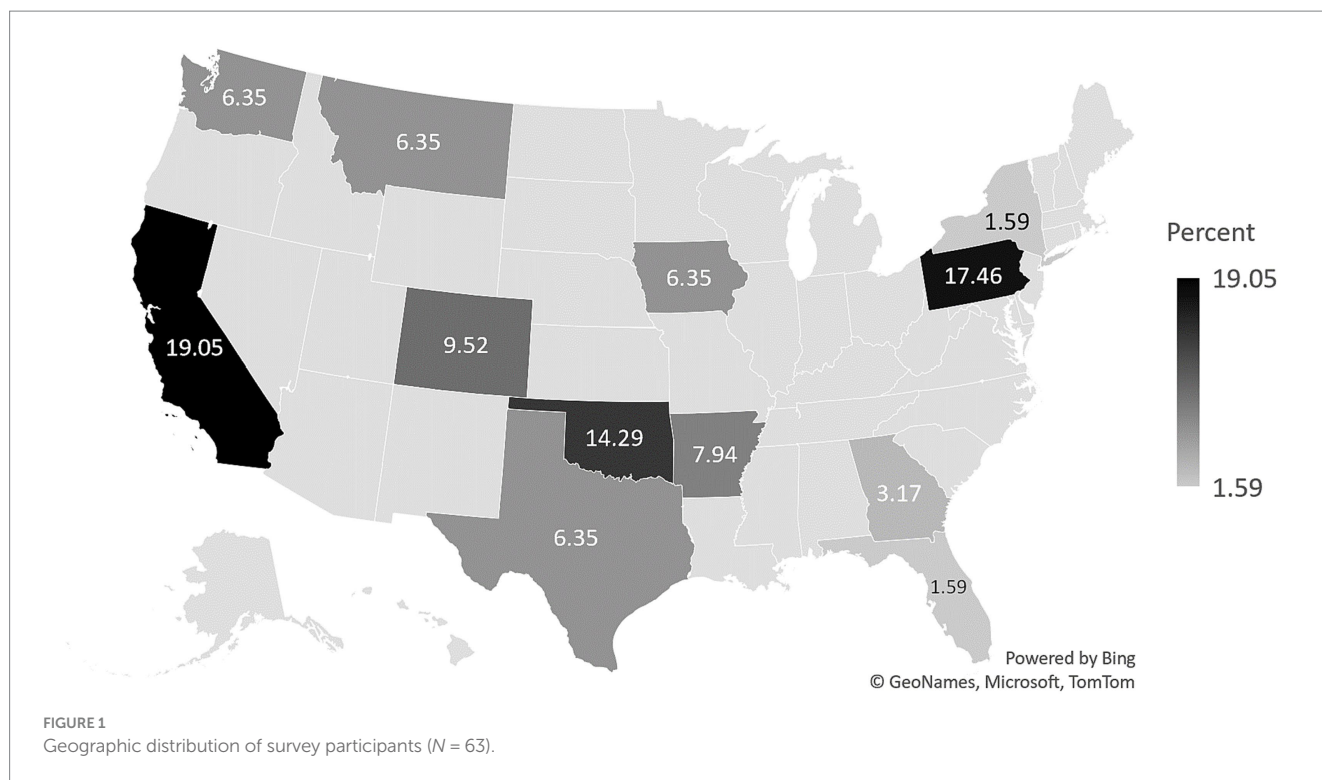 6.35
6.35
1.59
Percent
6.35
17.46
19.05
19.05
9.52
14.29
7.94
1.59
3.17
6.35
1.59
Powered by Bing
© GeoNames, Microsoft, TomTom
FIGURE 1
Geographic distribution of survey participants (N = 63).